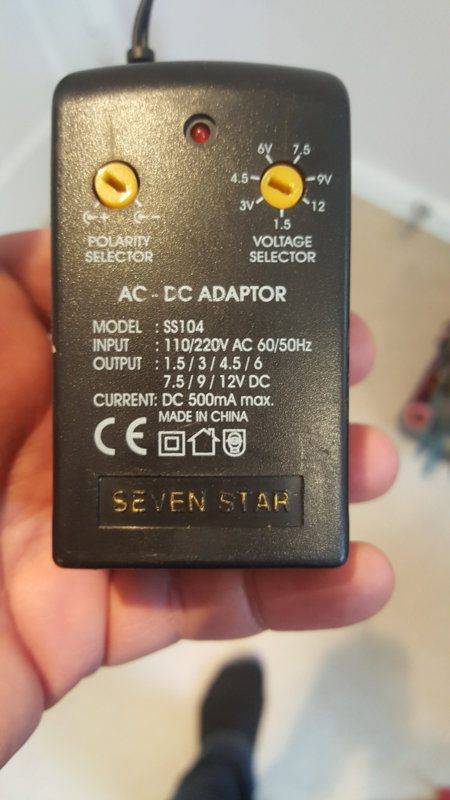 6V 7.5
4.5 9V
3V 12
1.5
POLARITY
SELECTOR
VOLTAGE
SELECTOR
AC - DC ADAPTOR
MODEL : SS104
INPUT : 110/220V AC 60/50Hz
OUTPUT : 1.5 / 3 / 4.5 / 6
7.5 / 9 / 12V DC
CURRENT: DC 500mA max.
MADE IN CHINA
CE
SEVEN STAR